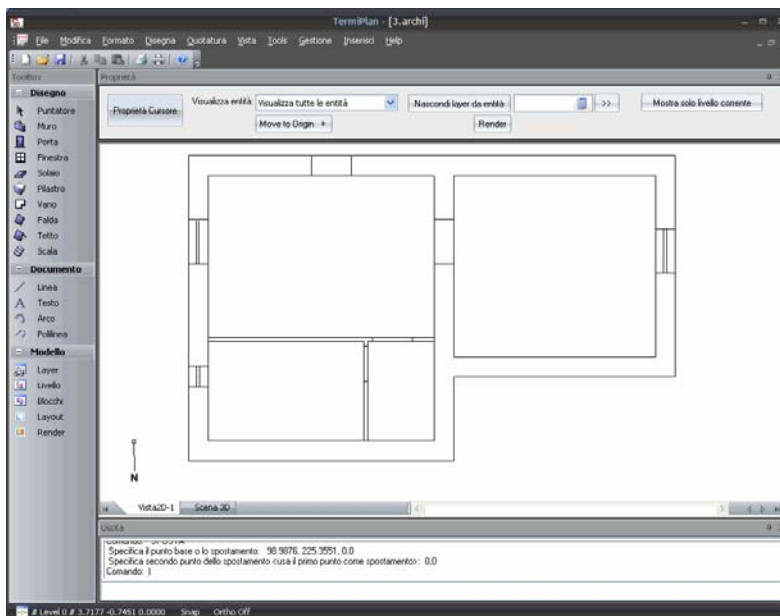 TermiPlan - [3.archi]
File Modifica Formato Disegna Quotatura Vista Tools Gestione Inserisci Help
Toolbox
Proprietà
Disegno
Puntatore
Muro
Porta
Finestra
Solaio
Pilastro
Vano
Falda
Tetto
Scala
Documento
Linea
Testo
Arco
Polilinea
Modello
Layer
Livello
Blocchi
Layout
Render
Proprietà Cursore
Visualizza entità: Visualizza tutte le entità
Nascondi layer da entità
>>
Mostra solo livello corrente
Move to Origin
Render
N
Vista2D-1 Scena 3D
Uscita
Comando: SPOSTA
Specifica il punto base o lo spostamento: 98.9876, 225.3551, 0.0
Specifica secondo punto dello spostamento <usa il primo punto come spostamento>: 0,0
Comando:
# Level 0 # 3.7177 -0.7451 0.0000 Snap Ortho Off